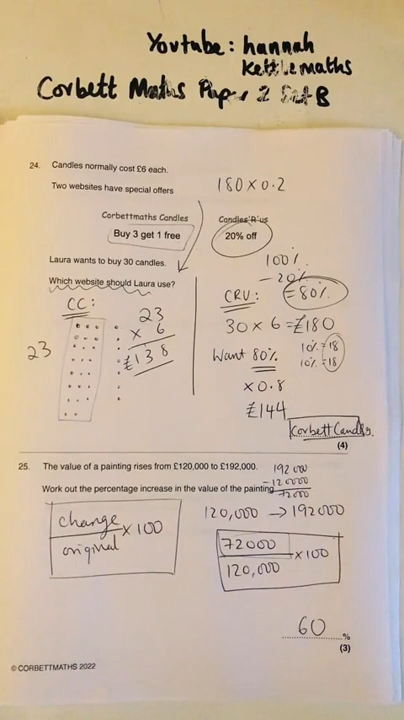 Youtube: hannah
Kettlemaths
Corbett Maths Paper 2 Set B
24. Candles normally cost £6 each.
Two websites have special offers
180 x 0.2
Corbettmaths Candles
Candles'R'us
Buy 3 get 1 free
20% off
Laura wants to buy 30 candles.
100%
- 20%
= 80%
Which website should Laura use?
CC:
23
23
x 6
£138
CRU:
30 x 6 = £180
Want 80%
10% = 18
10% = 18
x 0.8
£144
Corbett Candles.
(4)
25. The value of a painting rises from £120,000 to £192,000.
192 000
- 120000
72000
Work out the percentage increase in the value of the painting
120,000 → 192000
change
original
x 100
72000
120,000
x 100
60 %
(3)
© CORBETTMATHS 2022